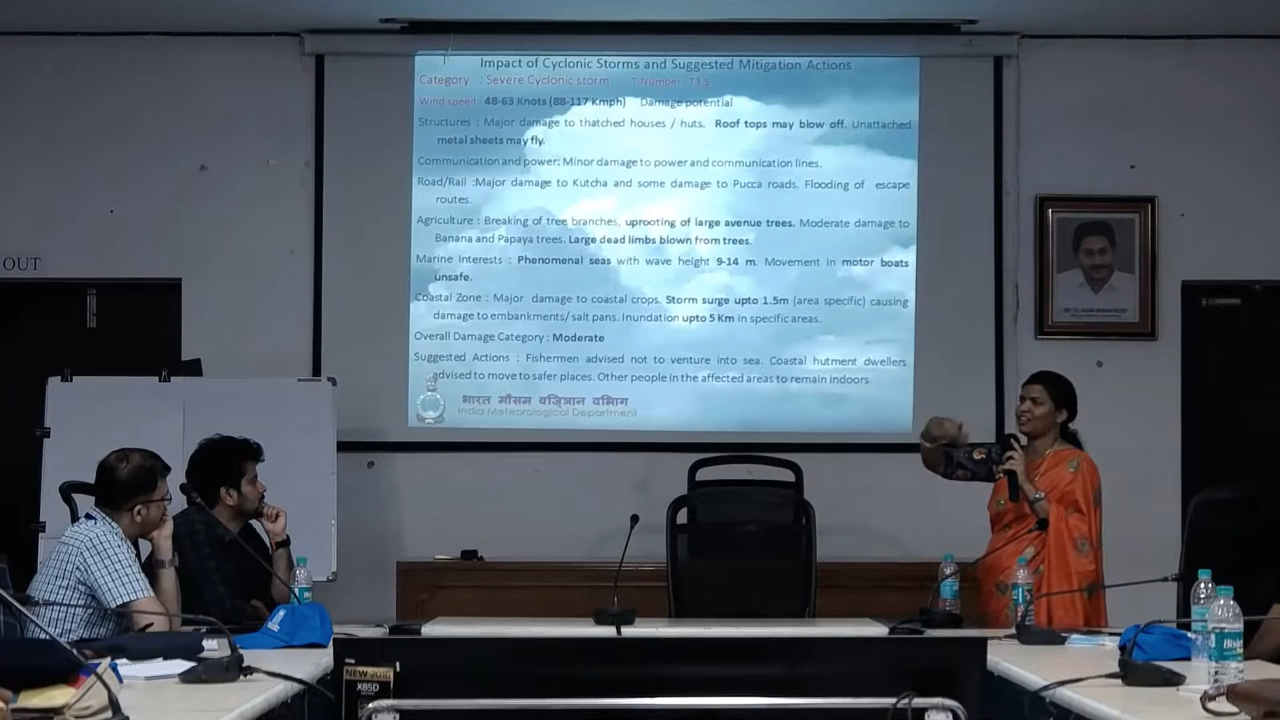 Impact of Cyclonic Storms and Suggested Mitigation Actions
Category : Severe Cyclonic storm T Number T3.5
Wind speed 48-63 Knots (88-117 Kmph) Damage potential
Structures : Major damage to thatched houses / huts. Roof tops may blow off. Unattached
metal sheets may fly.
Communication and power: Minor damage to power and communication lines.
Road/Rail :Major damage to Kutcha and some damage to Pucca roads. Flooding of escape
routes.
Agriculture : Breaking of tree branches, uprooting of large avenue trees. Moderate damage to
Banana and Papaya trees. Large dead limbs blown from trees.
Marine Interests : Phenomenal seas with wave height 9-14 m. Movement in motor boats
unsafe.
Coastal Zone : Major damage to coastal crops. Storm surge upto 1.5m (area specific) causing
damage to embankments/ salt pans. Inundation upto 5 Km in specific areas.
Overall Damage Category : Moderate
Suggested Actions : Fishermen advised not to venture into sea. Coastal hutment dwellers
advised to move to safer places. Other people in the affected areas to remain indoors
भारत मौसम विज्ञान विभाग
India Meteorological Department
OUT
NEW 2016
X85D